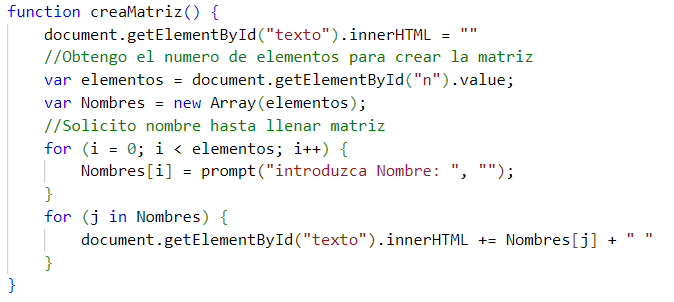 function creaMatriz() {
    document.getElementById("texto").innerHTML = ""
    //Obtengo el numero de elementos para crear la matriz
    var elementos = document.getElementById("n").value;
    var Nombres = new Array(elementos);
    //Solicito nombre hasta llenar matriz
    for (i = 0; i < elementos; i++) {
        Nombres[i] = prompt("introduzca Nombre: ", "");
    }
    for (j in Nombres) {
        document.getElementById("texto").innerHTML += Nombres[j] + " "
    }
}